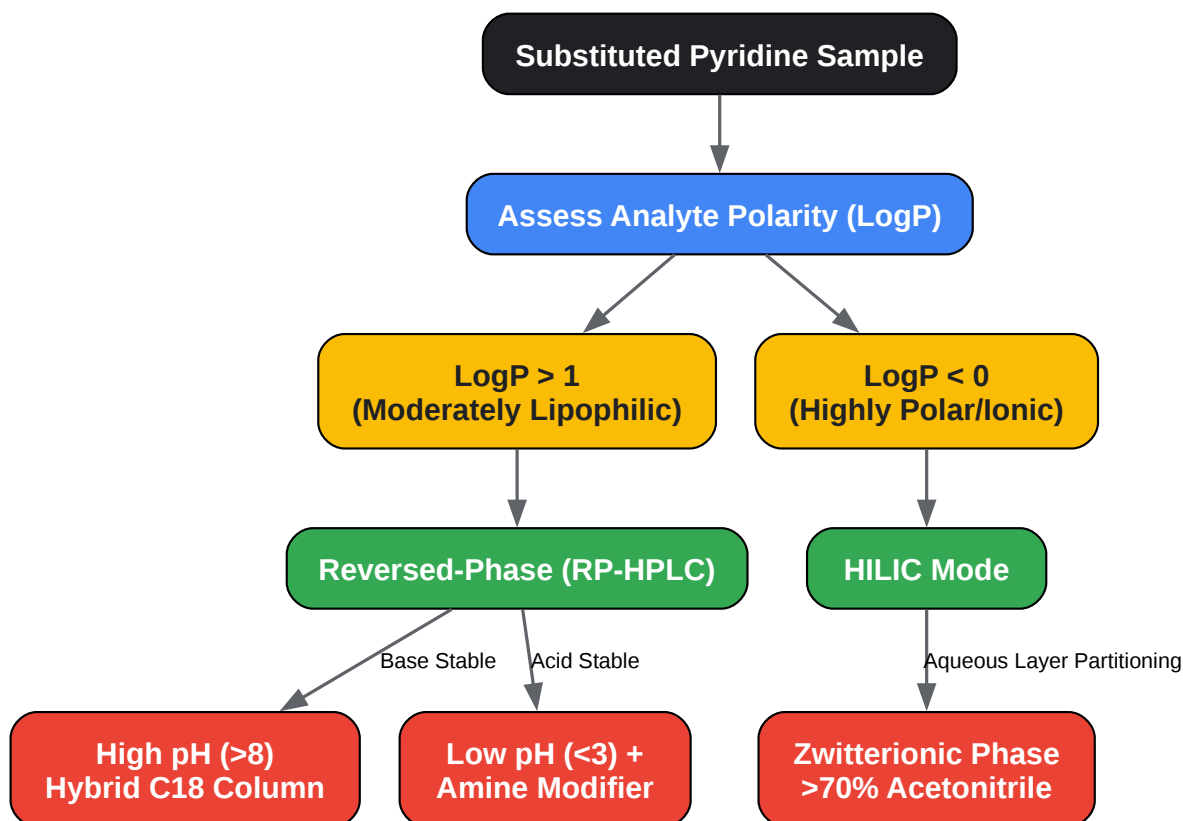 Substituted Pyridine Sample
Assess Analyte Polarity (LogP)
LogP > 1
(Moderately Lipophilic)
LogP < 0
(Highly Polar/Ionic)
Reversed-Phase (RP-HPLC)
HILIC Mode
Base Stable
Acid Stable
Aqueous Layer Partitioning
High pH (>8)
Hybrid C18 Column
Low pH (<3) +
Amine Modifier
Zwitterionic Phase
>70% Acetonitrile